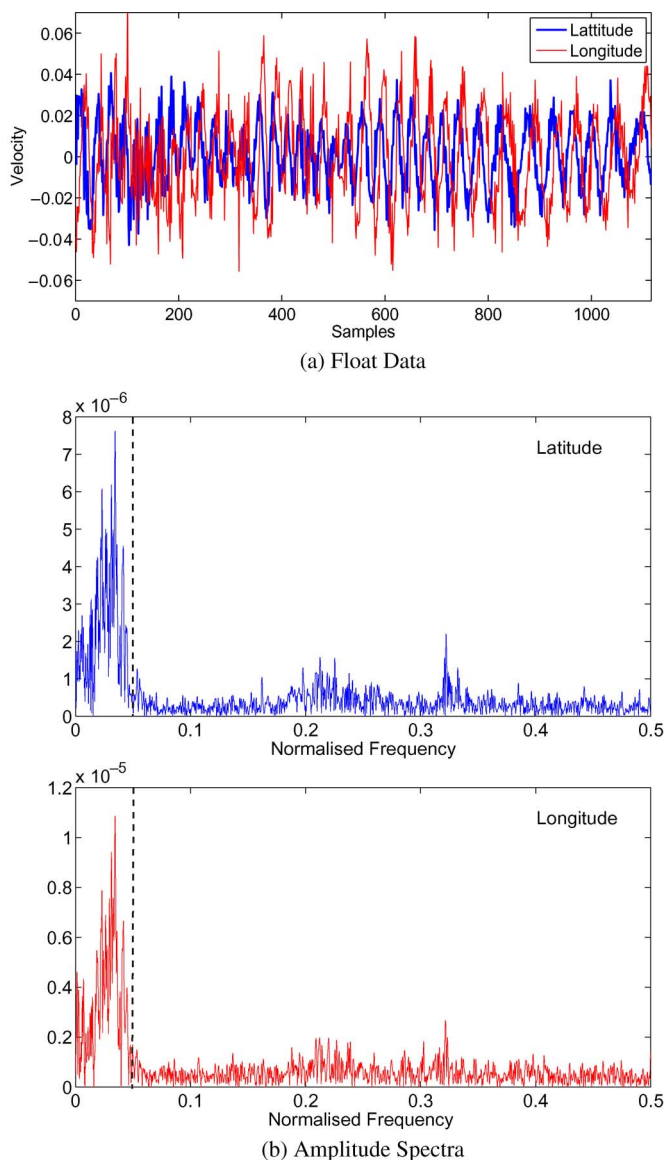 0.06
0.04
0.02
0
−0.02
−0.04
−0.06
Velocity
Lattitude
Longitude
0 200 400 600 800 1000
Samples
(a) Float Data
x 10−6
8
7
6
5
4
3
2
1
0
Latitude
0 0.1 0.2 0.3 0.4 0.5
Normalised Frequency
x 10−5
1.2
1
0.8
0.6
0.4
0.2
0
Longitude
0 0.1 0.2 0.3 0.4 0.5
Normalised Frequency
(b) Amplitude Spectra